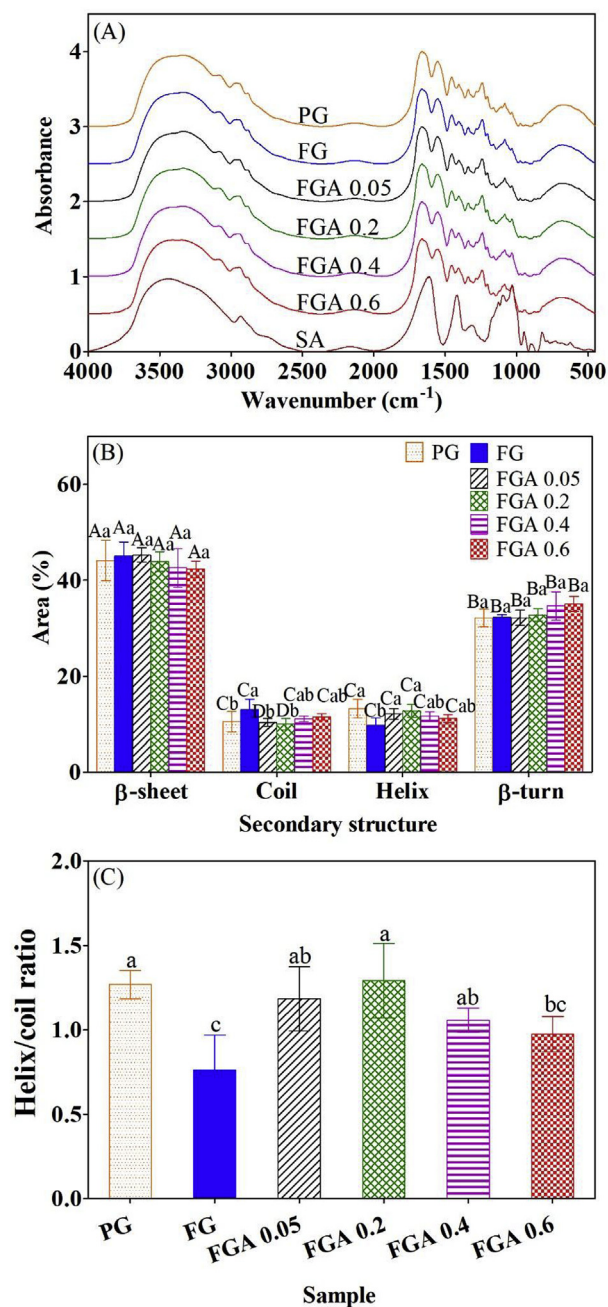 (A)
4
3
2
1
0
Absorbance
PG
FG
FGA 0.05
FGA 0.2
FGA 0.4
FGA 0.6
SA
4000 3500 3000 2500 2000 1500 1000 500
Wavenumber (cm-1)
(B)
PG FG
FGA 0.05
FGA 0.2
FGA 0.4
FGA 0.6
60
40
20
0
Area (%)
Aa Aa Aa Aa Aa Aa
Cb Ca Db Db Cab Cab
Ca Cb Ca Ca Cab Cab
Ba Ba Ba Ba Ba Ba
β-sheet Coil Helix β-turn
Secondary structure
(C)
2.0
1.5
1.0
0.5
0.0
Helix/coil ratio
a c ab a ab bc
PG FG FGA 0.05 FGA 0.2 FGA 0.4 FGA 0.6
Sample